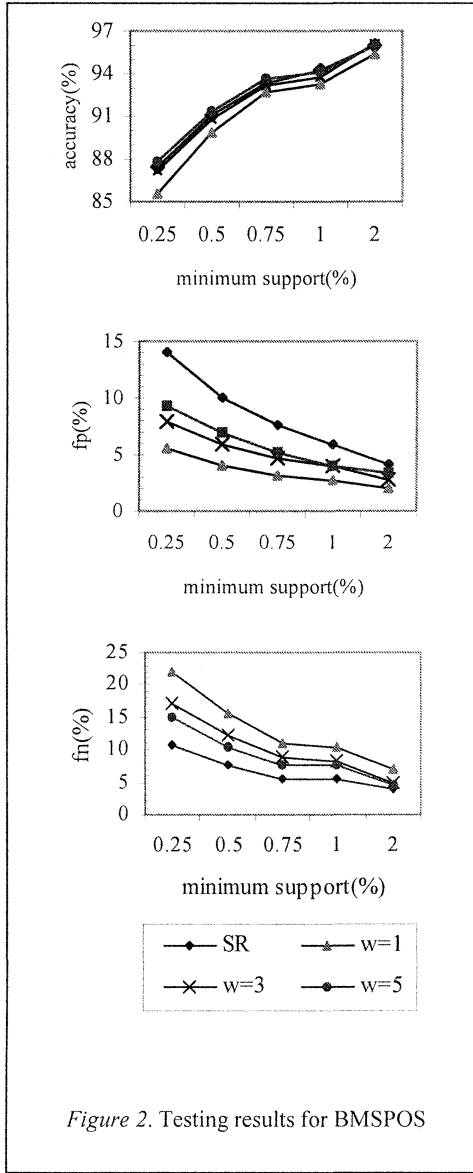 97
94
91
88
85
accuracy(%)
0.25 0.5 0.75 1 2
minimum support(%)
15
10
5
0
fp(%)
0.25 0.5 0.75 1 2
minimum support(%)
25
20
15
10
5
0
fn(%)
0.25 0.5 0.75 1 2
minimum support(%)
SR w=1
w=3 w=5
Figure 2. Testing results for BMSPOS